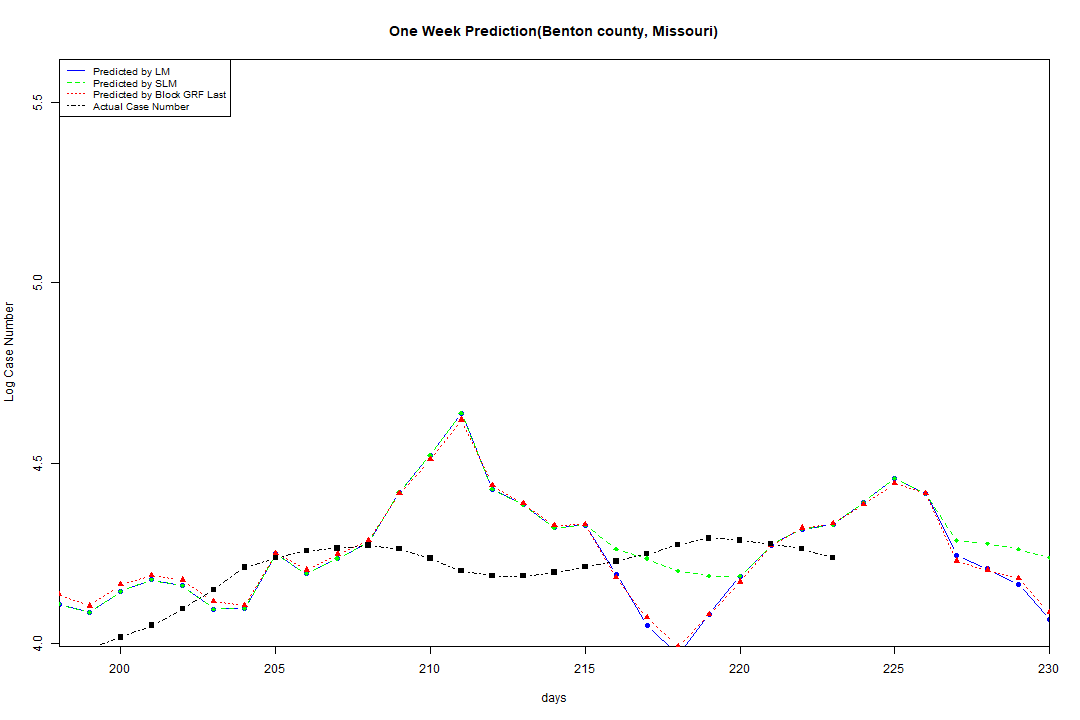 One Week Prediction(Benton county, Missouri)
Predicted by LM
Predicted by SLM
Predicted by Block GRF Last
Actual Case Number
5.5
5.0
4.5
4.0
Log Case Number
200 205 210 215 220 225 230
days